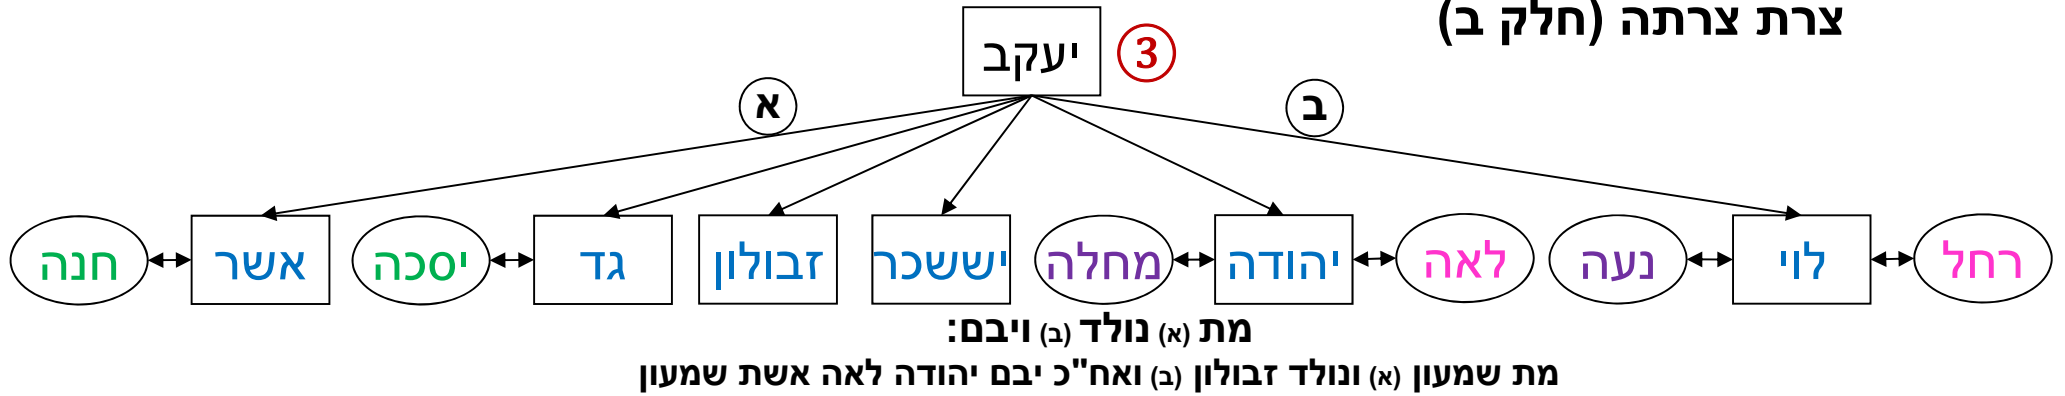 צרת צרתה (חלק ב)
יעקב ③
ב א
רחל לוי נעה לאה יהודה מחלה יששכר זבולון גד יסכה אשר חנה
מת (א) נולד (ב) ויבם:
מת שמעון (א) ונולד זבולון (ב) ואח"כ יבם יהודה לאה אשת שמעון